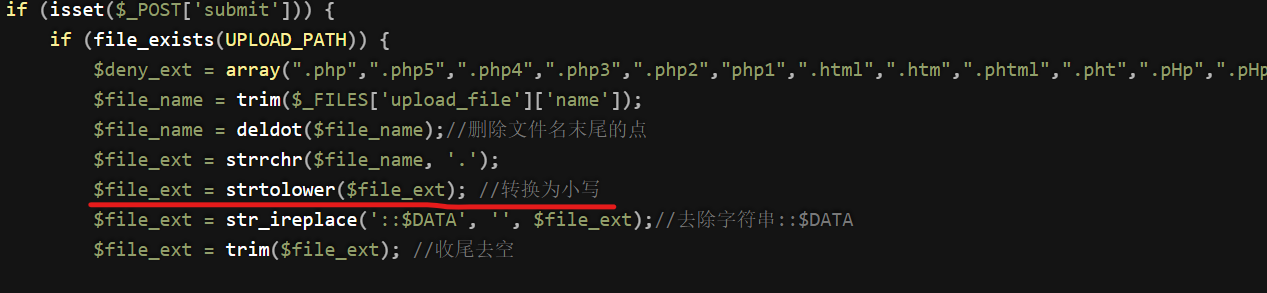 if (isset($_POST['submit'])) {
if (file_exists(UPLOAD_PATH)) {
$deny_ext = array(".php",".php5",".php4",".php3",".php2","php1",".html",".htm",".phtml",".pht",".pHp",".pHp
$file_name = trim($_FILES['upload_file']['name']);
$file_name = deldot($file_name);//删除文件名末尾的点
$file_ext = strrchr($file_name, '.');
$file_ext = strtolower($file_ext); //转换为小写
$file_ext = str_ireplace('::$DATA', '', $file_ext);//去除字符串::$DATA
$file_ext = trim($file_ext); //收尾去空